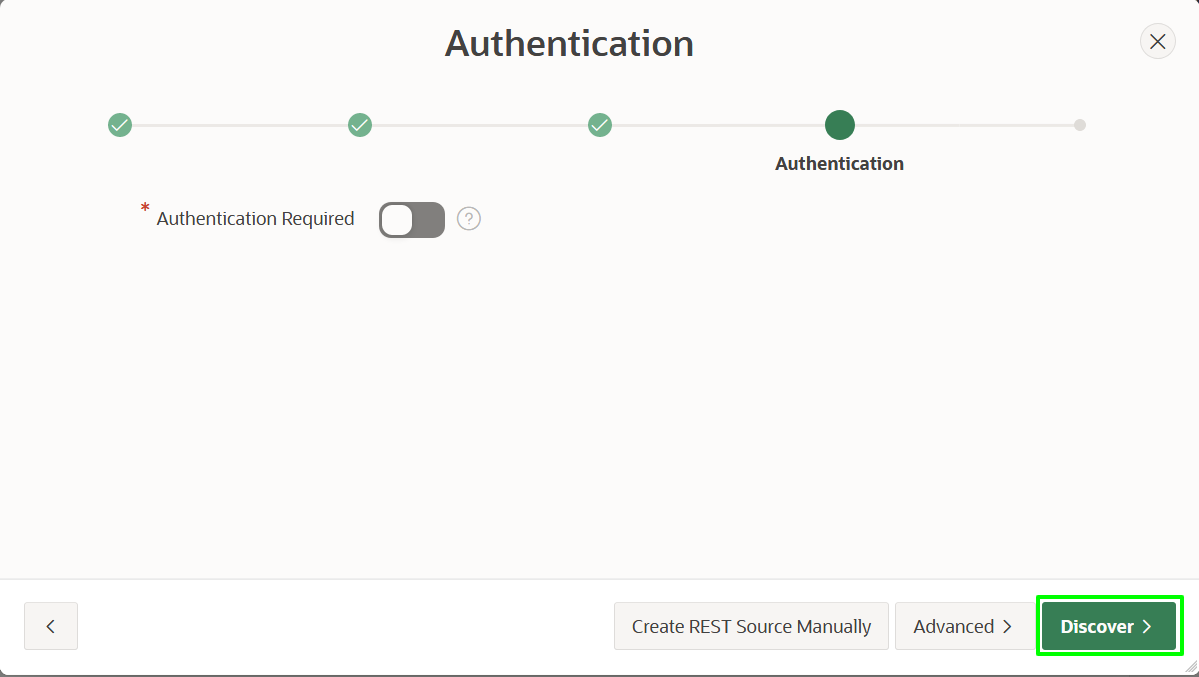 Authentication
Authentication
* Authentication Required
?
Create REST Source Manually
Advanced
Discover